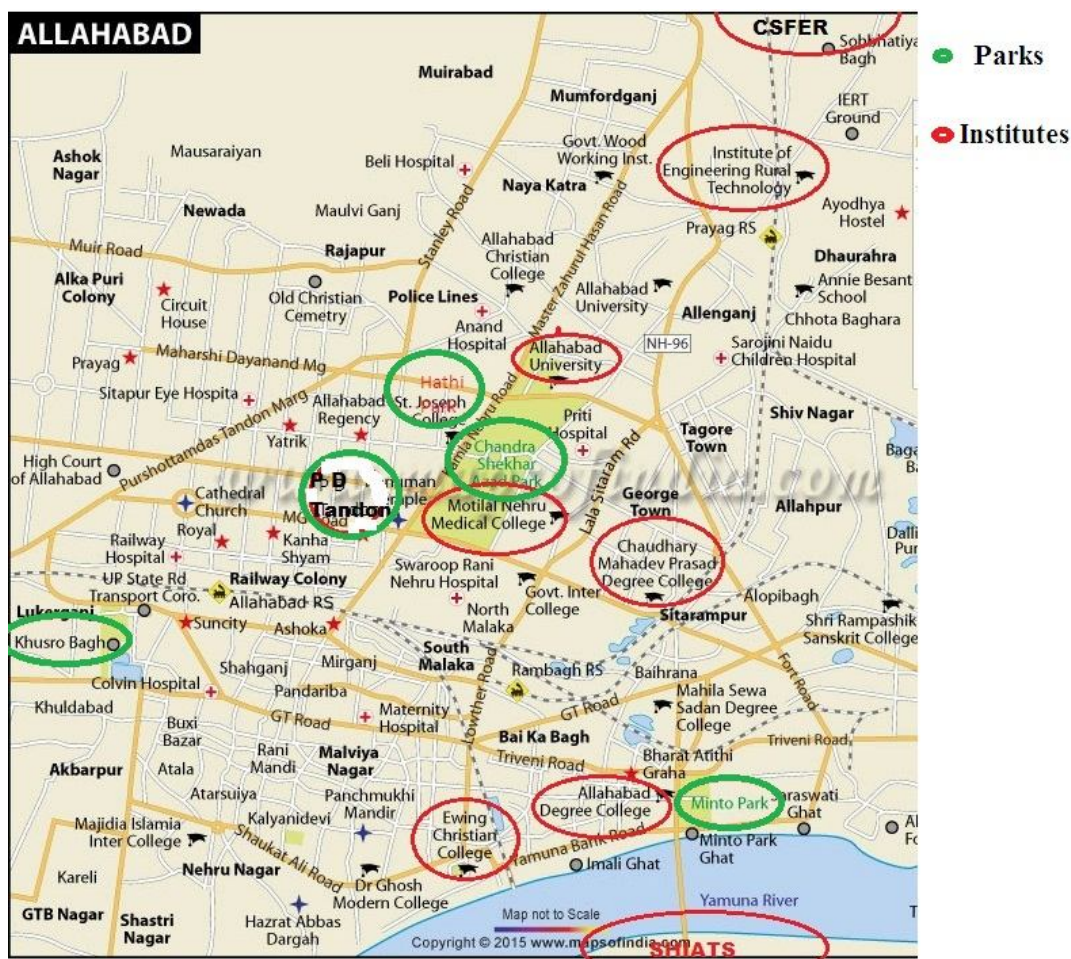 ALLAHABAD
CSFER
Sobbhatiya
Bagh
Parks
Institutes
Muirabad
Mumfordganj
IERT
Ground
Govt. Wood
Working Inst.
Institute of
Engineering Rural
Technology
Ashok
Nagar
Mausaraiyan
Beli Hospital
Naya Katra
Newada
Maulvi Ganj
Stanley Road
Master Zahurul Hasan Road
Ayodhya
Hostel
Prayag RS
Muir Road
Rajapur
Allahabad
Christian
College
Dhaurahra
Alka Puri
Colony
Circuit
House
Old Christian
Cemetry
Police Lines
Allahabad
University
Annie Besant
School
Allenganj
Chhota Baghara
Anand
Hospital
Allahabad
University
NH-96
Sarojini Naidu
Children Hospital
Prayag
Maharshi Dayanand Mg
Sitapur Eye Hospita
Purshottamdas Tandon Marg
Allahabad
Regency
Hathi
Park
St. Joseph
College
Kamla Nehru Road
Priti
Hospital
Shiv Nagar
Tagore
Town
Yatrik
Chandra
Shekhar
Azad Park
Lala Sitaram Rd
High Court
of Allahabad
P D
Tandon
Cathedral
Church
Royal
MG Road
Kanha
Shyam
Motilal Nehru
Medical College
George
Town
Allahpur
Railway
Hospital
Chaudhary
Mahadev Prasad
Degree College
UP State Rd
Transport Coro.
Railway Colony
Allahabad RS
Swaroop Rani
Nehru Hospital
Govt. Inter
College
Alopibagh
Lukerganj
Suncity
Ashoka
North
Malaka
Sitarampur
Shri Rampashik
Sanskrit College
Khusro Bagh
Shahganj
Mirganj
South
Malaka
Rambagh RS
Baihrana
Fort Road
Colvin Hospital
Pandariba
Lowther Road
GT Road
Mahila Sewa
Sadan Degree
College
Khuldabad
GT Road
Maternity
Hospital
Buxi
Bazar
Bai Ka Bagh
Triveni Road
Triveni Road
Rani
Mandi
Malviya
Nagar
Bharat Atithi
Graha
Akbarpur
Atala
Atarsuiya
Panchmukhi
Mandir
Allahabad
Degree College
Minto Park
Saraswati
Ghat
Kalyanidevi
Ewing
Christian
College
Majidia Islamia
Inter College
Shaukat Ali Road
Yamuna Bank Road
Minto Park
Ghat
Nehru Nagar
Imali Ghat
Kareli
Dr Ghosh
Modern College
GTB Nagar
Shastri
Nagar
Hazrat Abbas
Dargah
Yamuna River
Map not to Scale
Copyright © 2015 www.mapsofindia.com
SHIATS